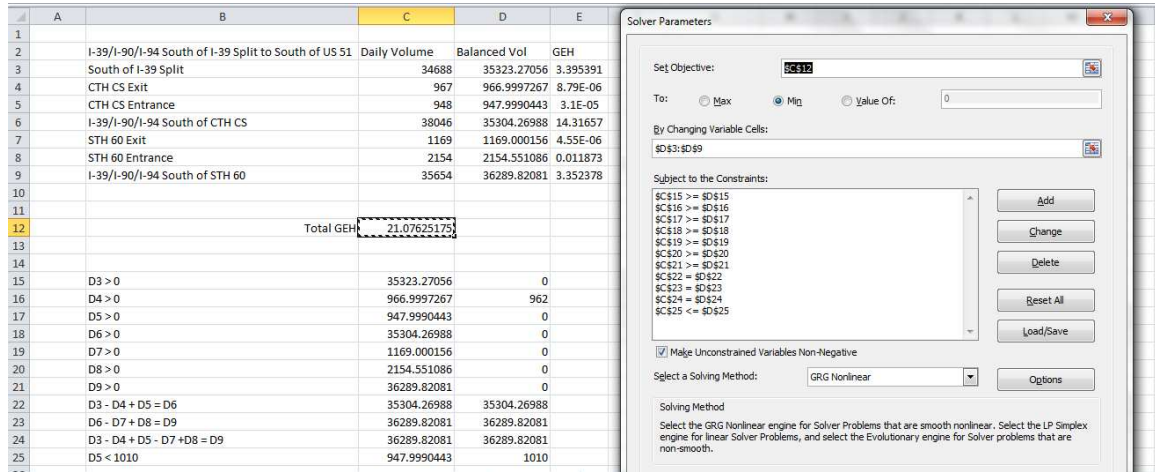 A B C D E
1
2 I-39/I-90/I-94 South of I-39 Split to South of US 51 Daily Volume Balanced Vol GEH
3 South of I-39 Split 34688 35323.27056 3.395391
4 CTH CS Exit 967 966.9997267 8.79E-06
5 CTH CS Entrance 948 947.9990443 3.1E-05
6 I-39/I-90/I-94 South of CTH CS 38046 35304.26988 14.31657
7 STH 60 Exit 1169 1169.000156 4.55E-06
8 STH 60 Entrance 2154 2154.551086 0.011873
9 I-39/I-90/I-94 South of STH 60 35654 36289.82081 3.352378
10
11
12 Total GEH 21.07625175
13
14
15 D3 > 0 35323.27056 0
16 D4 > 0 966.9997267 962
17 D5 > 0 947.9990443 0
18 D6 > 0 35304.26988 0
19 D7 > 0 1169.000156 0
20 D8 > 0 2154.551086 0
21 D9 > 0 36289.82081 0
22 D3 - D4 + D5 = D6 35304.26988 35304.26988
23 D6 - D7 + D8 = D9 36289.82081 36289.82081
24 D3 - D4 + D5 - D7 +D8 = D9 36289.82081 36289.82081
25 D5 < 1010 947.9990443 1010
Solver Parameters
Set Objective: $C$12
To: Max Min Value Of: 0
By Changing Variable Cells:
$D$3:$D$9
Subject to the Constraints:
$C$15 >= $D$15
$C$16 >= $D$16
$C$17 >= $D$17
$C$18 >= $D$18
$C$19 >= $D$19
$C$20 >= $D$20
$C$21 >= $D$21
$C$22 = $D$22
$C$23 = $D$23
$C$24 = $D$24
$C$25 <= $D$25
Add
Change
Delete
Reset All
Load/Save
Make Unconstrained Variables Non-Negative
Select a Solving Method: GRG Nonlinear Options
Solving Method
Select the GRG Nonlinear engine for Solver Problems that are smooth nonlinear. Select the LP Simplex
engine for linear Solver Problems, and select the Evolutionary engine for Solver problems that are
non-smooth.